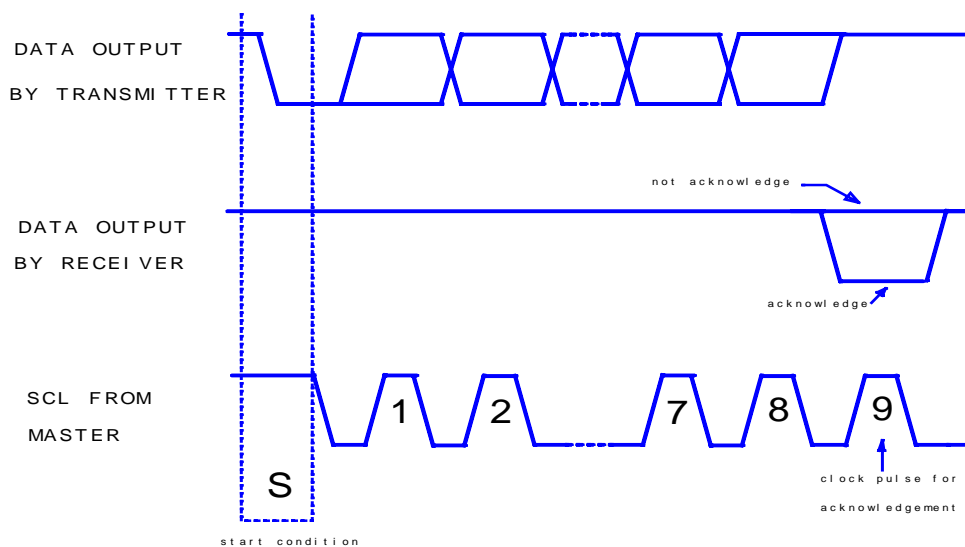 DATA OUTPUT
BY TRANSMITTER
not acknowledge
DATA OUTPUT
BY RECEIVER
acknowledge
SCL FROM
MASTER
1
2
7
8
9
S
clock pulse for
acknowledgement
start condition